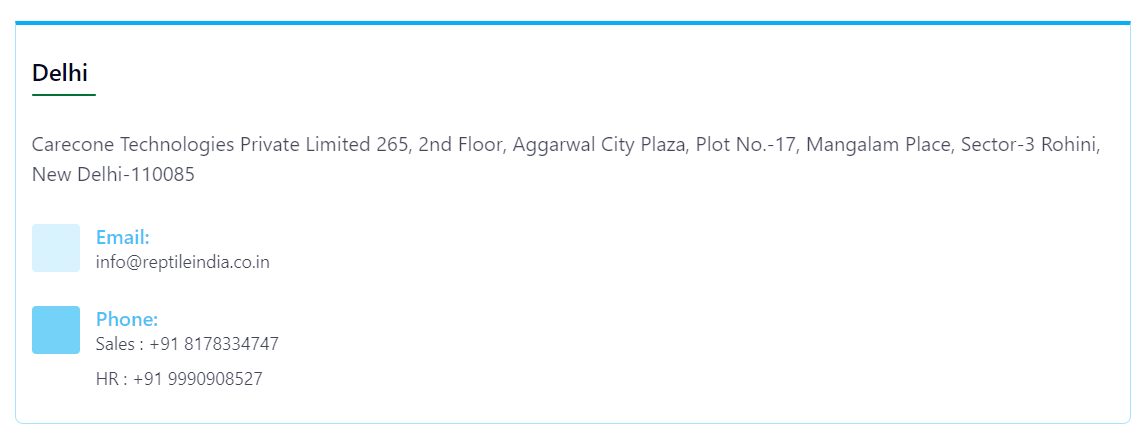 Delhi
Carecone Technologies Private Limited 265, 2nd Floor, Aggarwal City Plaza, Plot No.-17, Mangalam Place, Sector-3 Rohini,
New Delhi-110085
Email:
info@reptileindia.co.in
Phone:
Sales : +91 8178334747
HR : +91 9990908527